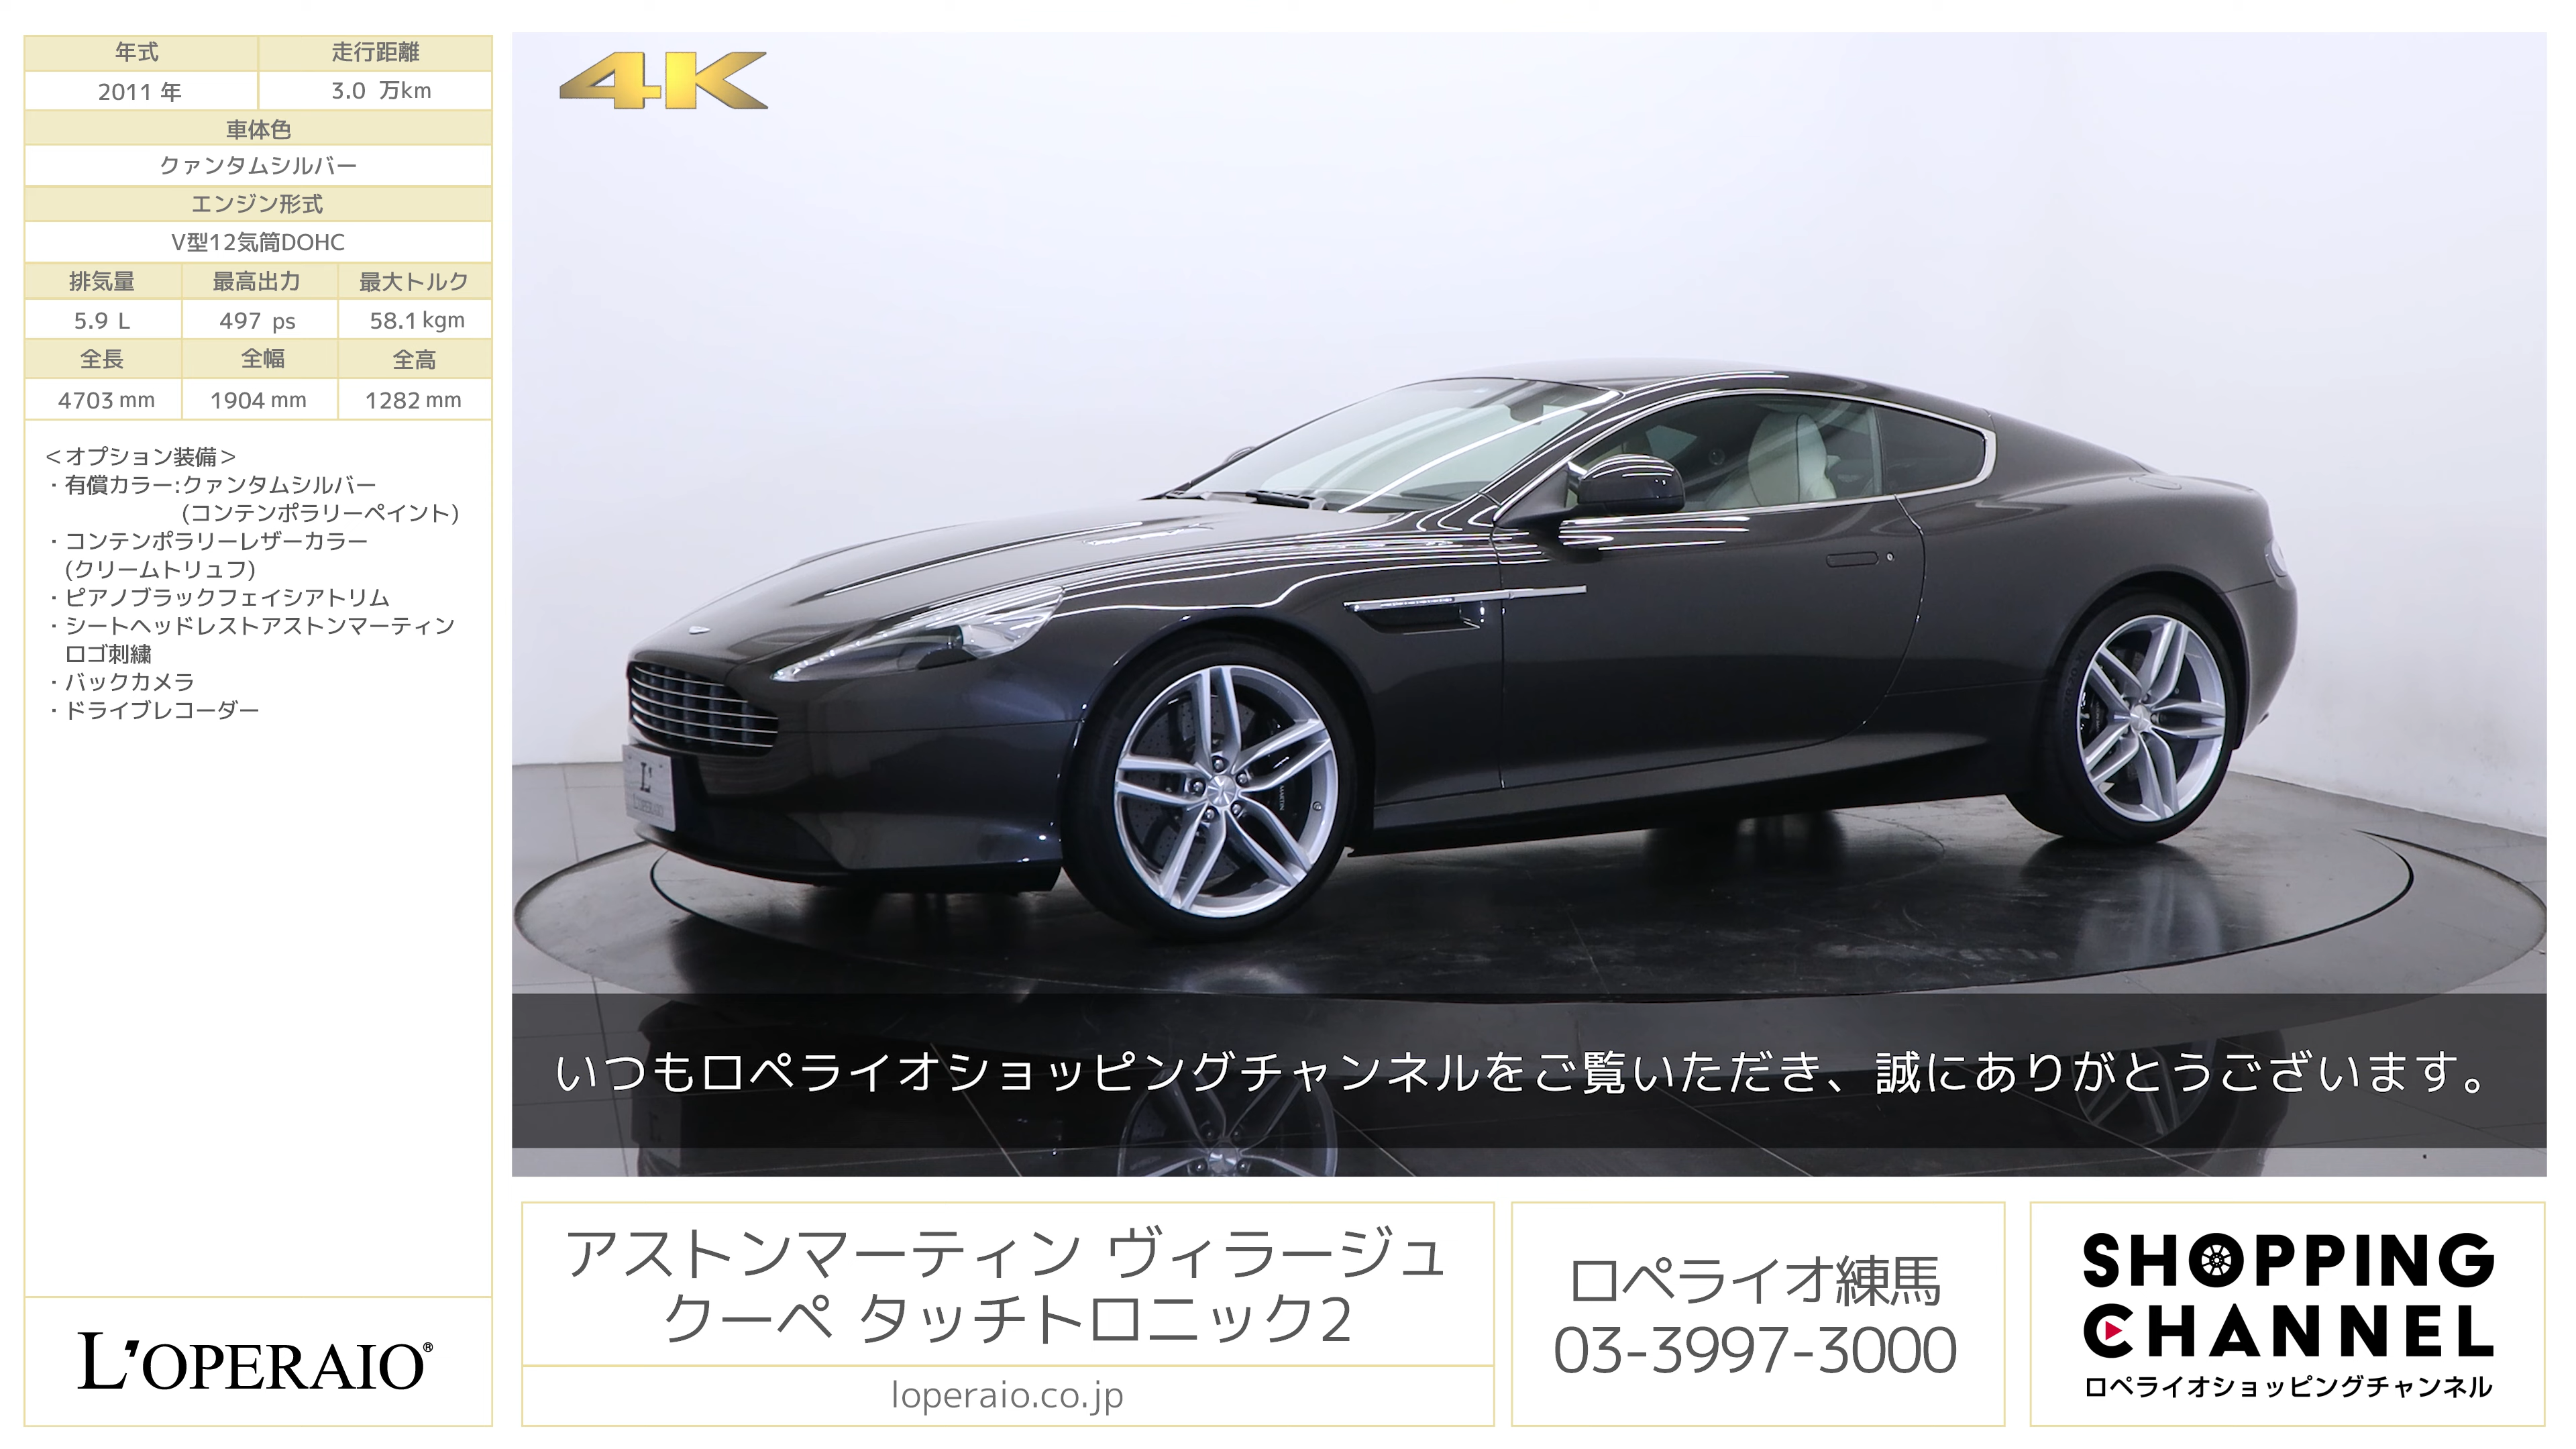 年式 走行距離
2011 年 3.0 万km
車体色
クァンタムシルバー
エンジン形式
V型12気筒DOHC
排気量 最高出力 最大トルク
5.9 L 497 ps 58.1 kgm
全長 全幅 全高
4703 mm 1904 mm 1282 mm
＜オプション装備＞
・有償カラー:クァンタムシルバー
(コンテンポラリーペイント)
・コンテンポラリーレザーカラー
(クリームトリュフ)
・ピアノブラックフェイシアトリム
・シートヘッドレストアストンマーティン
ロゴ刺繍
・バックカメラ
・ドライブレコーダー
L'OPERAIO®
4K
L'
L'OPERAIO
MARTIN
いつもロペライオショッピングチャンネルをご覧いただき、誠にありがとうございます。
アストンマーティン ヴィラージュ
クーペ タッチトロニック2
loperaio.co.jp
ロペライオ練馬
03-3997-3000
SHOPPING
CHANNEL
ロペライオショッピングチャンネル